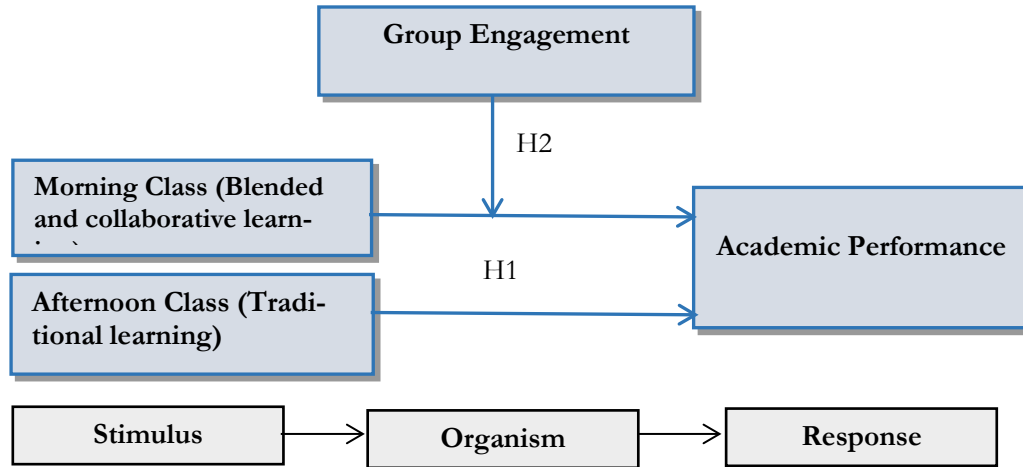 Group Engagement
H2
Morning Class (Blended
and collaborative learn-
Academic Performance
H1
Afternoon Class (Tradi-
tional learning)
Stimulus
Organism
Response